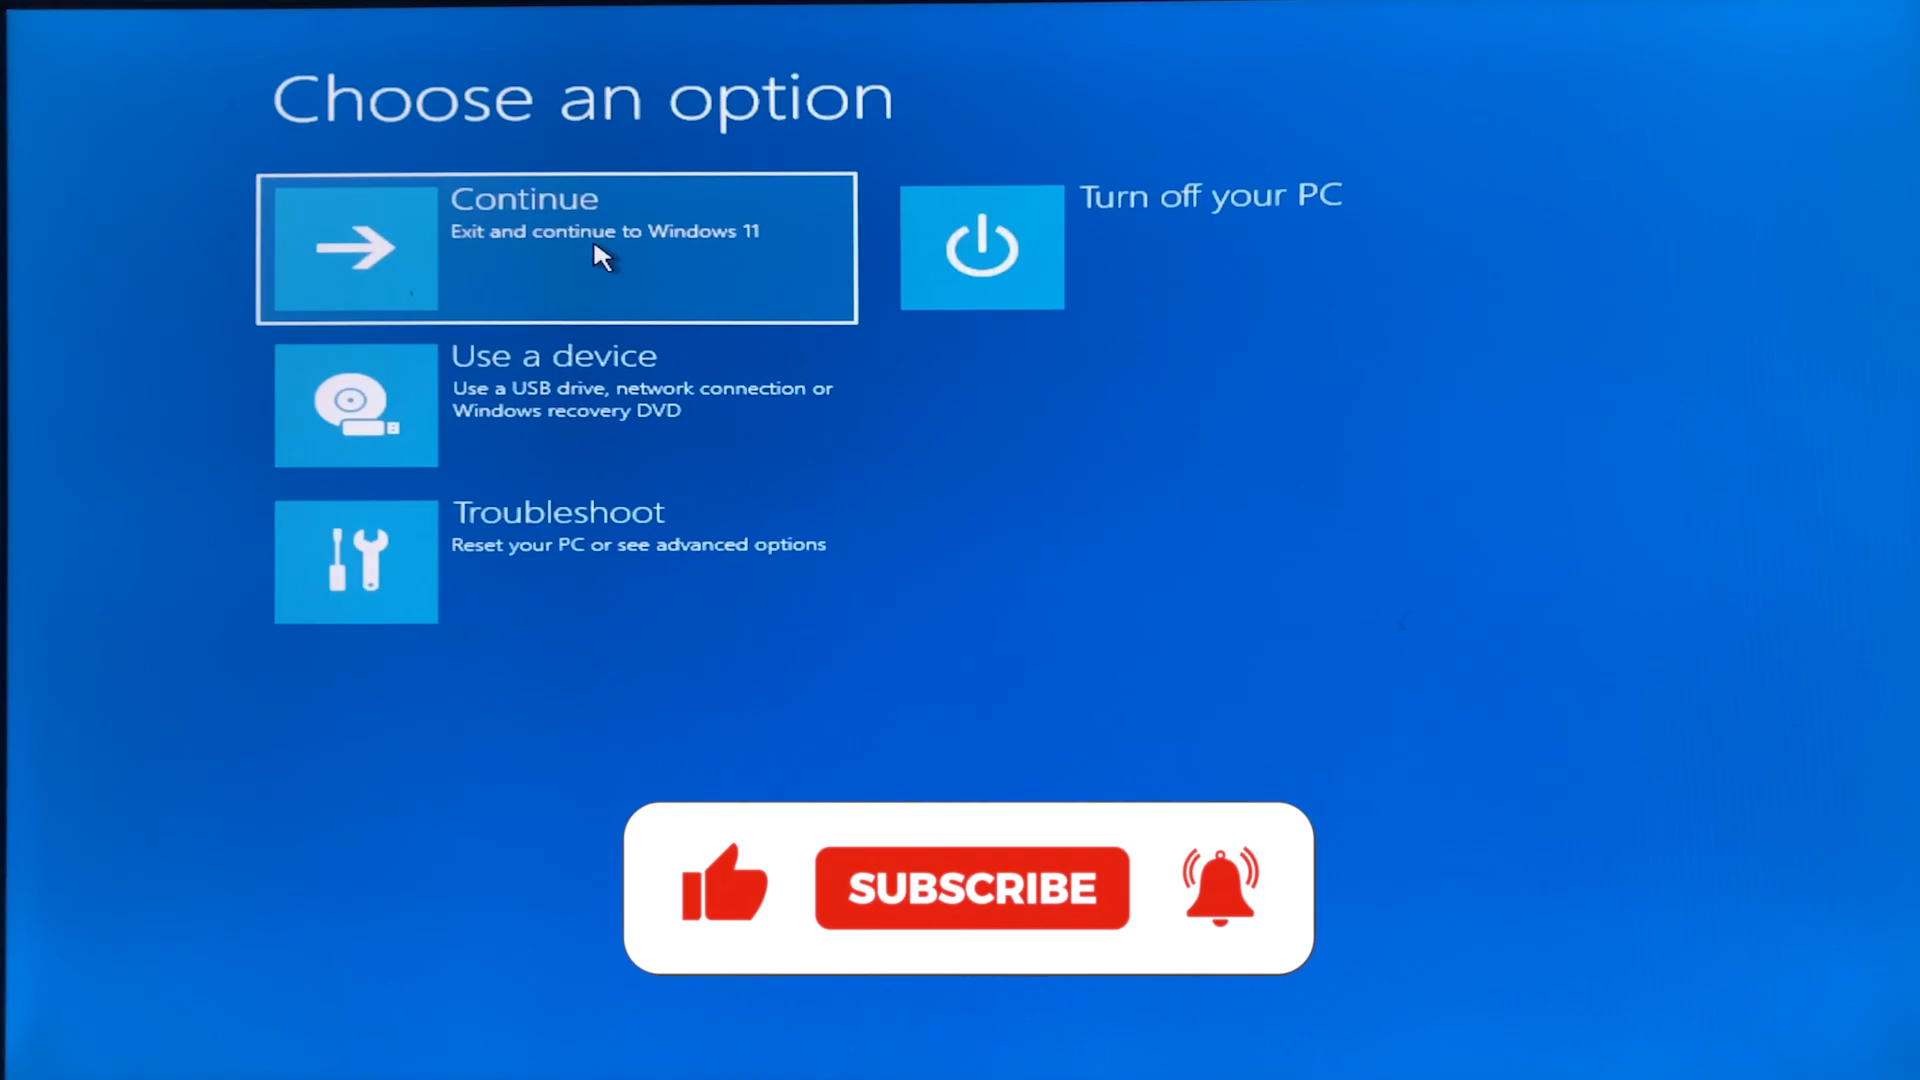 Choose an option
Continue
Exit and continue to Windows 11
Turn off your PC
Use a device
Use a USB drive, network connection or
Windows recovery DVD
Troubleshoot
Reset your PC or see advanced options
SUBSCRIBE